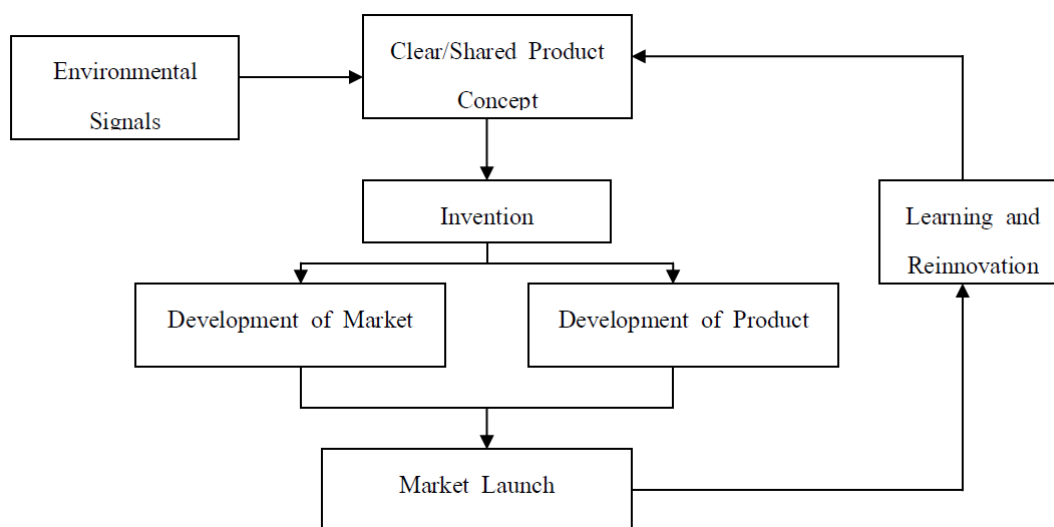 Environmental
Signals
Clear/Shared Product
Concept
Invention
Learning and
Reinnovation
Development of Market
Development of Product
Market Launch